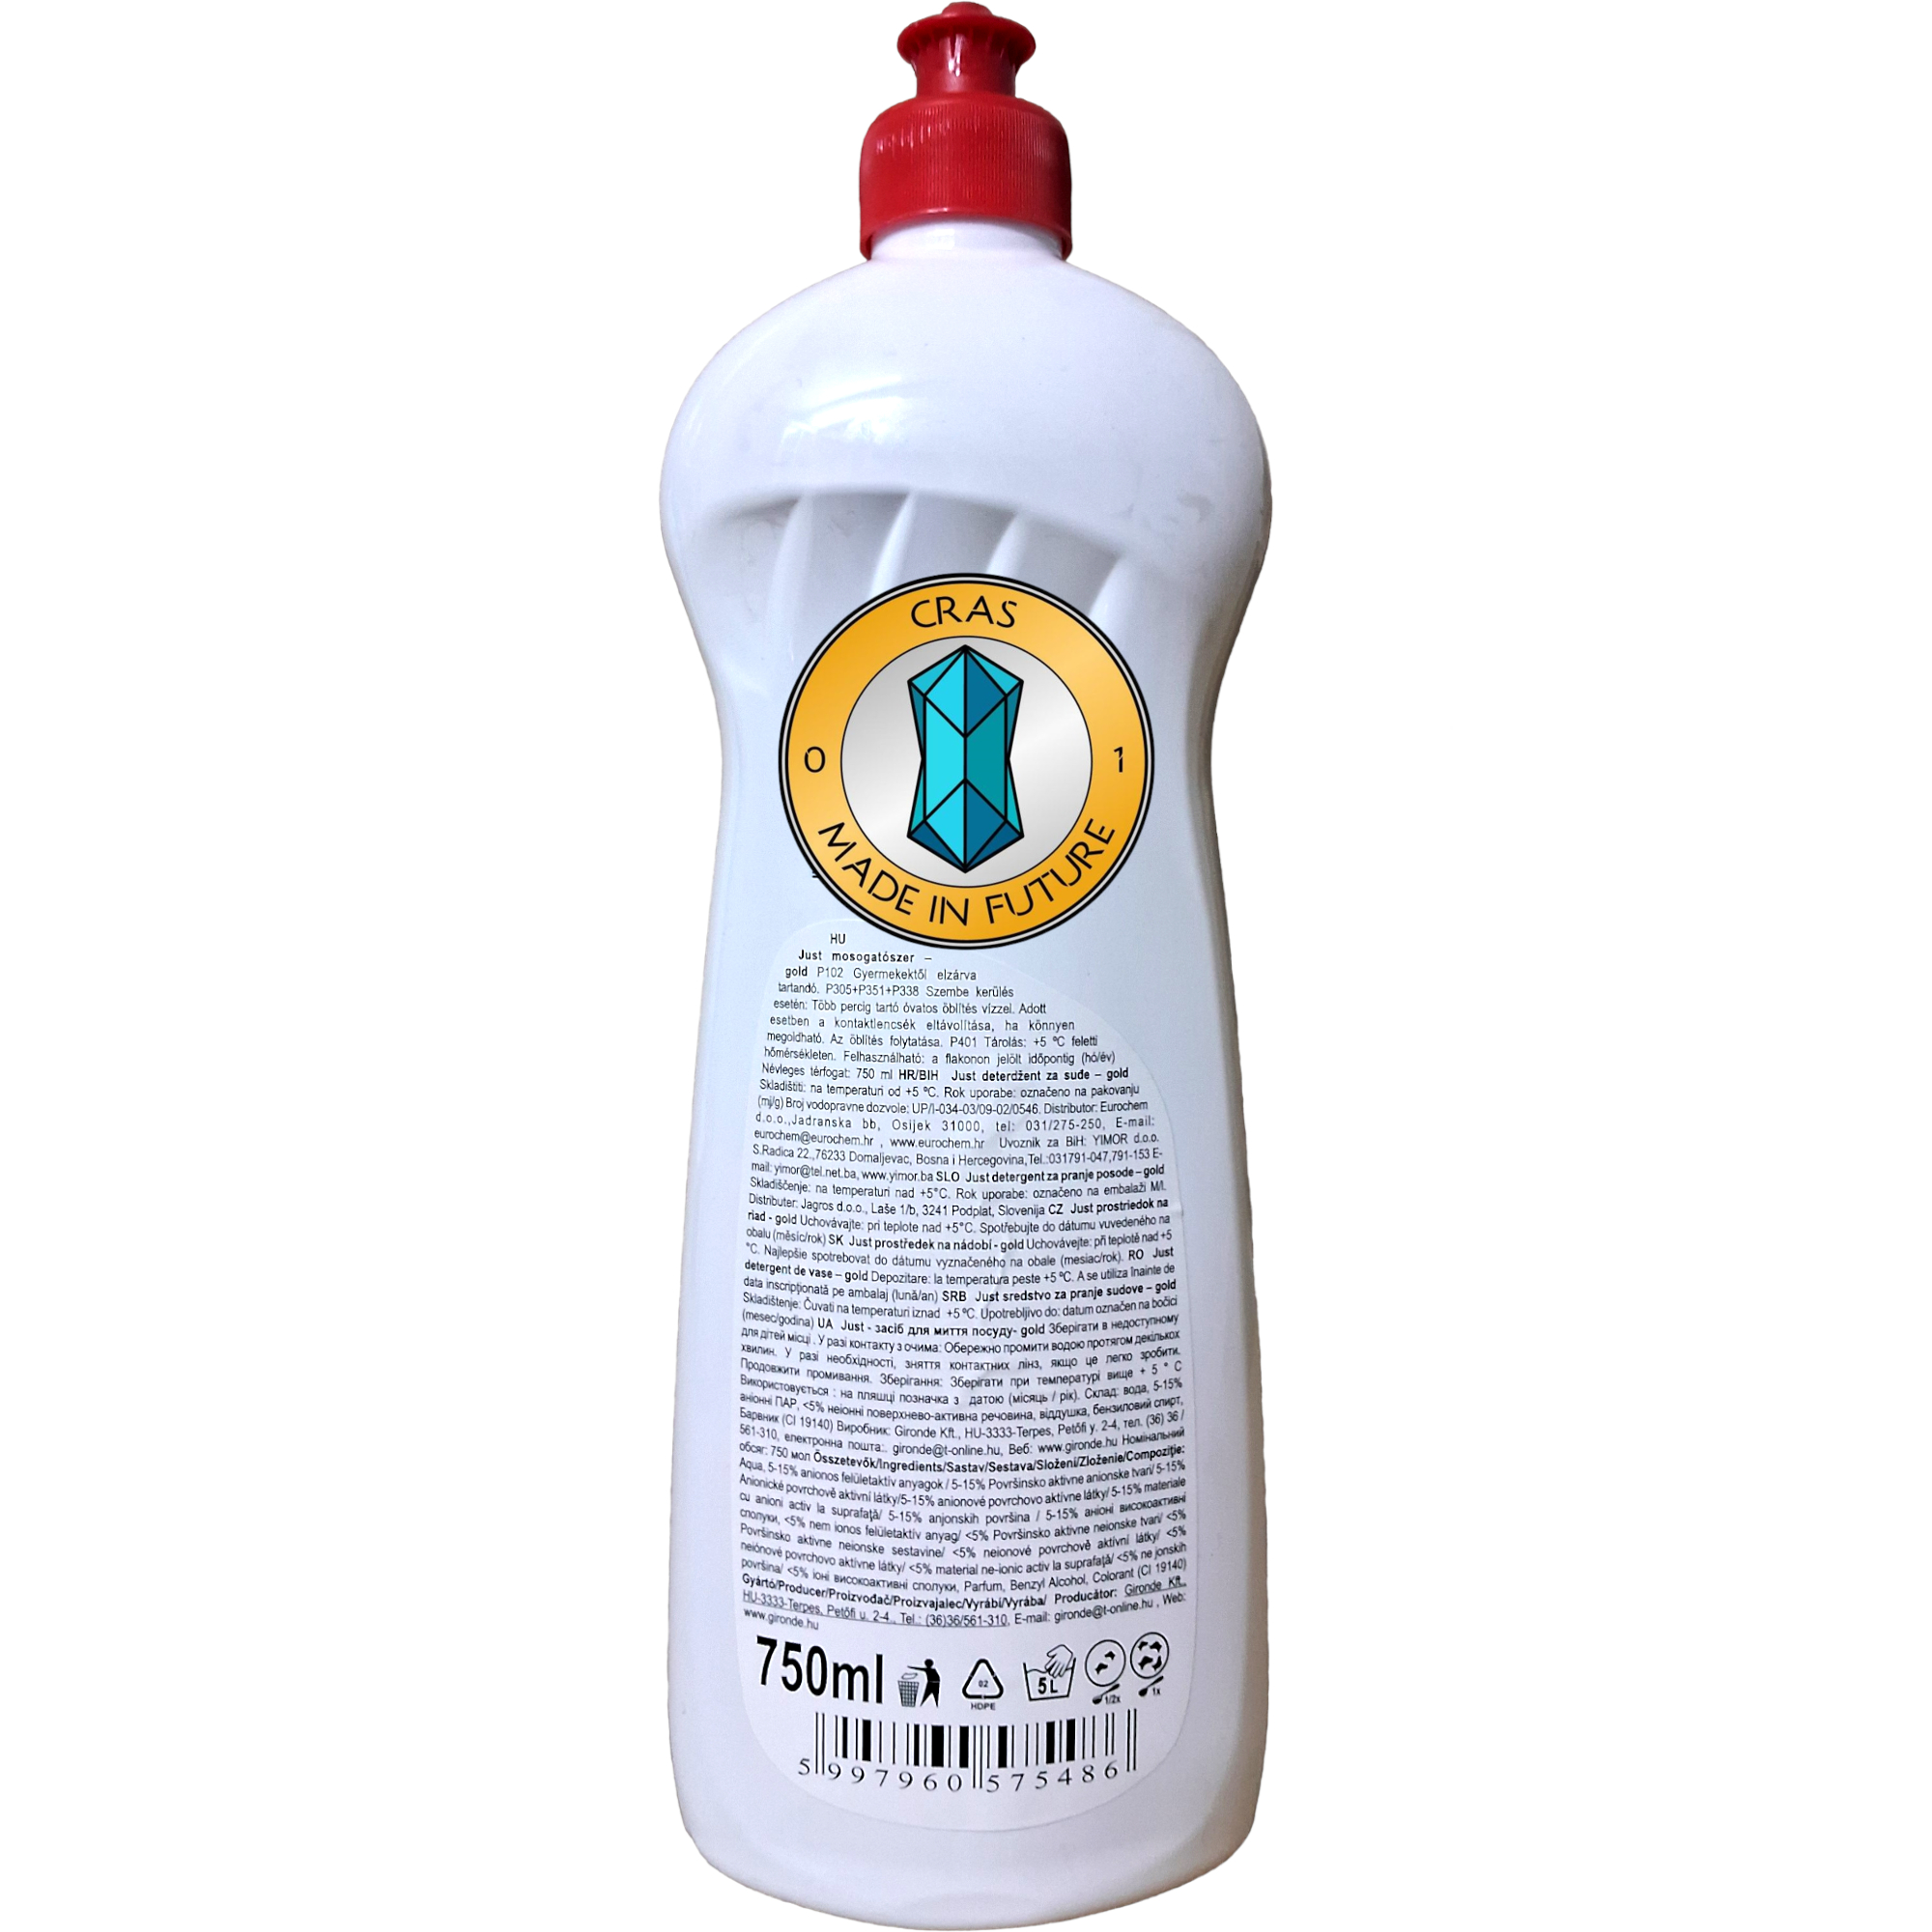 CRAS
0 1
MADE IN FUTURE
HU
Just mosogatószer –
gold P102 Gyermekektől elzárva
tartandó. P305+P351+P338 Szembe kerülés
esetén: Több percig tartó óvatos öblítés vízzel. Adott
esetben a kontaktlencsék eltávolítása, ha könnyen
megoldható. Az öblítés folytatása. P401 Tárolás: +5 ºC feletti
hőmérsékleten. Felhasználható: a flakonon jelölt időpontig (hó/év)
Névleges térfogat: 750 ml HR/BIH Just deterdžent za suđe – gold
Skladištiti: na temperaturi od +5 ºC. Rok uporabe: označeno na pakovanju
(mj/g) Broj vodopravne dozvole: UP/I-034-03/09-02/0546. Distributor: Eurochem
d.o.o.,Jadranska bb, Osijek 31000, tel: 031/275-250, E-mail:
eurochem@eurochem.hr , www.eurochem.hr Uvoznik za BiH: YIMOR d.o.o.
S.Radica 22.,76233 Domaljevac, Bosna i Hercegovina,Tel.:031791-047,791-153 E-
mail: yimor@tel.net.ba, www.yimor.ba SLO Just detergent za pranje posode – gold
Skladiščenje: na temperaturi nad +5°C. Rok uporabe: označeno na embalaži M/l.
Distributer: Jagros d.o.o., Laše 1/b, 3241 Podplat, Slovenija CZ Just prostriedok na
riad - gold Uchovávajte: pri teplote nad +5°C. Spotřebujte do dátumu vuvedeného na
obalu (měsíc/rok) SK Just prostředek na nádobí - gold Uchovávejte: při teplotě nad +5
°C. Najlepšie spotrebovat do dátumu vyznačeného na obale (mesiac/rok). RO Just
detergent de vase – gold Depozitare: la temperatura peste +5 ºC. A se utiliza înainte de
data inscripționată pe ambalaj (lună/an) SRB Just sredstvo za pranje sudove – gold
Skladištenje: Čuvati na temperaturi iznad +5 ºC. Upotrebljivo do: datum označen na bočici
(mesec/godina) UA Just - засіб для миття посуду- gold Зберігати в недоступному
для дітей місці . У разі контакту з очима: Обережно промити водою протягом декількох
хвилин. У разі необхідності, зняття контактних лінз, якщо це легко зробити.
Продовжити промивання. Зберігання: Зберігати при температурі вище + 5 ° C
Використовується : на пляшці позначка з датою (місяць / рік). Склад: вода, 5-15%
аніонні ПАР, <5% неіонні поверхнево-активна речовина, віддушка, бензиловий спирт,
Барвник (CI 19140) Виробник: Gironde Kft., HU-3333-Terpes, Petőfi y. 2-4, тел. (36) 36 /
561-310, електронна пошта:. gironde@t-online.hu, Веб: www.gironde.hu Номінальний
обсяг: 750 мол Összetevők/Ingredients/Sastav/Sestava/Složení/Zloženie/Compoziție:
Aqua, 5-15% anionos felületaktív anyagok / 5-15% Površinsko aktivne anionske tvari/ 5-15%
Anionické povrchově aktivní látky/5-15% anionové povrchovo aktívne látky/ 5-15% materiale
cu anioni activ la suprafață/ 5-15% anjonskih površina / 5-15% аніоні високоактивні
сполуки, <5% nem ionos felületaktív anyag/ <5% Površinsko aktivne neionske tvari/ <5%
Površinsko aktivne neionske sestavine/ <5% neionové povrchově aktívní látky/ <5%
neiónové povrchovo aktívne látky/ <5% material ne-ionic activ la suprafață/ <5% ne jonskih
površina/ <5% іоні високоактивні сполуки, Parfum, Benzyl Alcohol, Colorant (CI 19140)
Gyártó/Producer/Proizvođač/Proizvajalec/Vyrábí/Vyrába/ Producător: Gironde Kft.,
HU-3333-Terpes, Petőfi u. 2-4., Tel.: (36)36/561-310, E-mail: gironde@t-online.hu , Web:
www.gironde.hu
750ml
02
HDPE
5 L
1/2x
1x
5 997960 575486